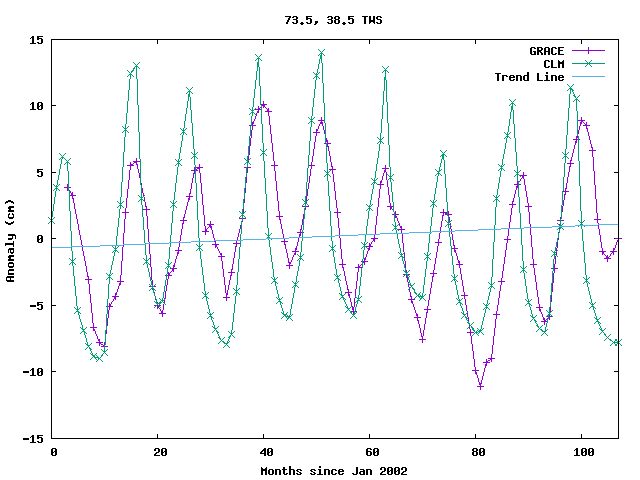 73.5, 38.5 TWS
GRACE
CLM
Trend Line
15
10
5
0
-5
-10
-15
Anomaly (cm)
0 20 40 60 80 100
Months since Jan 2002